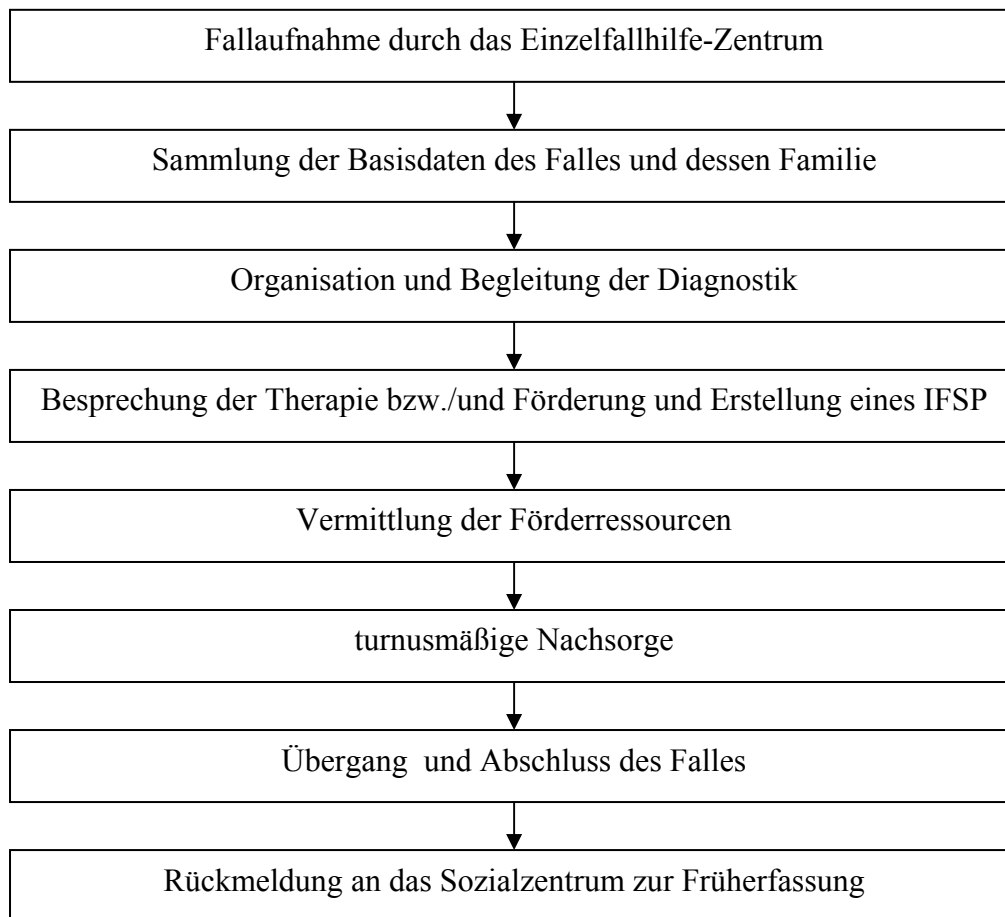 Fallaufnahme durch das Einzelfallhilfe-Zentrum
Sammlung der Basisdaten des Falles und dessen Familie
Organisation und Begleitung der Diagnostik
Besprechung der Therapie bzw./und Förderung und Erstellung eines IFSP
Vermittlung der Förderressourcen
turnusmäßige Nachsorge
Übergang  und Abschluss des Falles
Rückmeldung an das Sozialzentrum zur Früherfassung